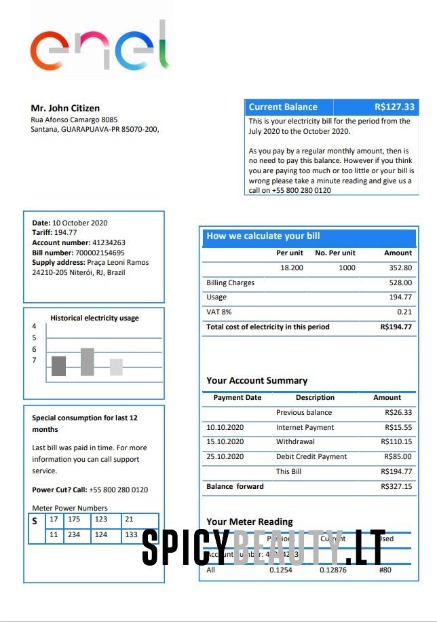 enel
Mr. John Citizen
Rua Afonso Camargo 8085
Santana, GUARAPUAVA-PR 85070-200,
Current Balance R$127.33
This is your electricity bill for the period from the
July 2020 to the October 2020.
As you pay by a regular monthly amount, then is
no need to pay this balance. However if you think
you are paying too much or too little or your bill is
wrong please take a minute reading and give us a
call on +55 800 280 0120
Date: 10 October 2020
Tariff: 194.77
Account number: 41234263
Bill number: 700002154695
Supply address: Praça Leoni Ramos
24210-205 Niterói, RJ, Brazil
Historical electricity usage
4
5
6
7
Special consumption for last 12
months
Last bill was paid in time. For more
information you can call support
service.
Power Cut? Call: +55 800 280 0120
Meter Power Numbers
S 17 175 123 21
11 234 124 133
How we calculate your bill
Per unit No. Per unit Amount
18.200 1000 352.80
Billing Charges 528.00
Usage 194.77
VAT 8% 0.21
Total cost of electricity in this period R$194.77
Your Account Summary
Payment Date Description Amount
Previous balance R$26.33
10.10.2020 Internet Payment R$15.55
15.10.2020 Withdrawal R$110.15
25.10.2020 Debit Credit Payment R$85.00
This Bill R$194.77
Balance forward R$327.15
Your Meter Reading
All 0.1254 0.12876 #80
SPICYBEAUTY.LT